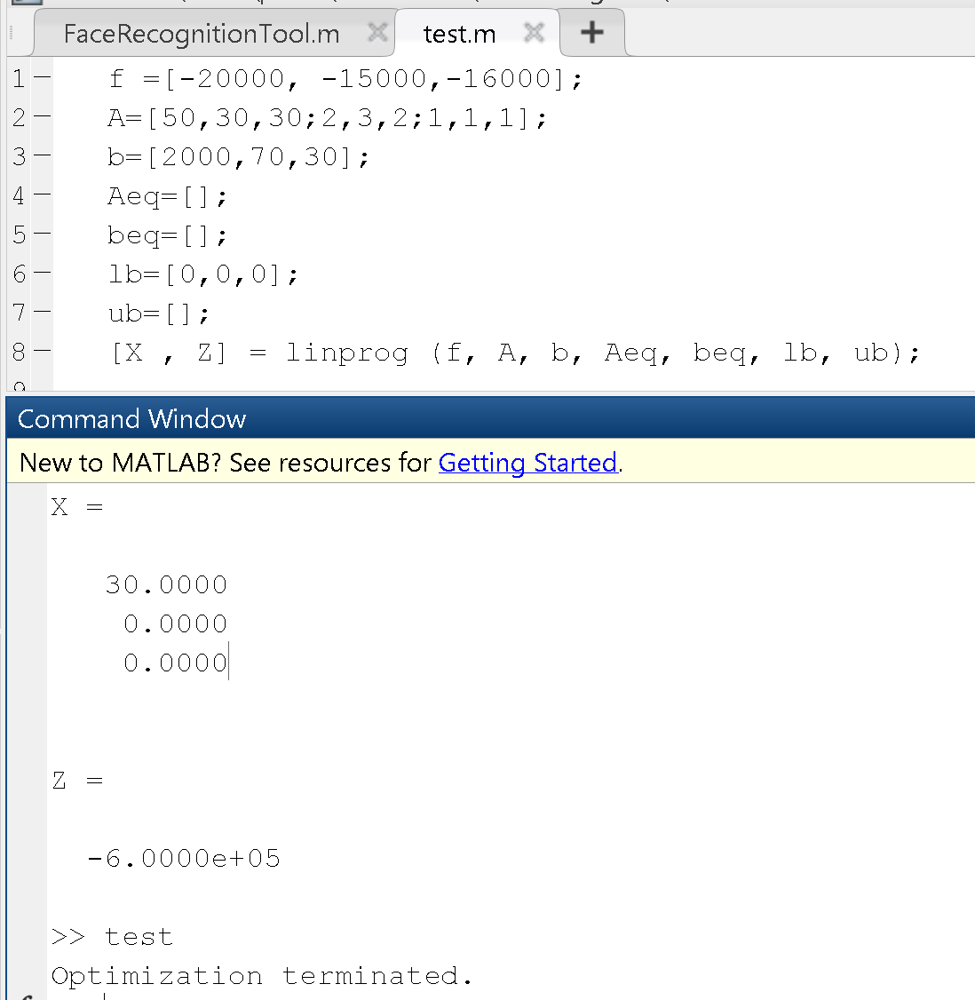 FaceRecognitionTool.m test.m +
1 — f =[-20000, -15000,-16000];
2 — A=[50,30,30;2,3,2;1,1,1];
3 — b=[2000,70,30];
4 — Aeq=[];
5 — beq=[];
6 — lb=[0,0,0];
7 — ub=[];
8 — [X , Z] = linprog (f, A, b, Aeq, beq, lb, ub);
9
Command Window
New to MATLAB? See resources for Getting Started.
X =
30.0000
0.0000
0.0000
Z =
-6.0000e+05
>> test
Optimization terminated.